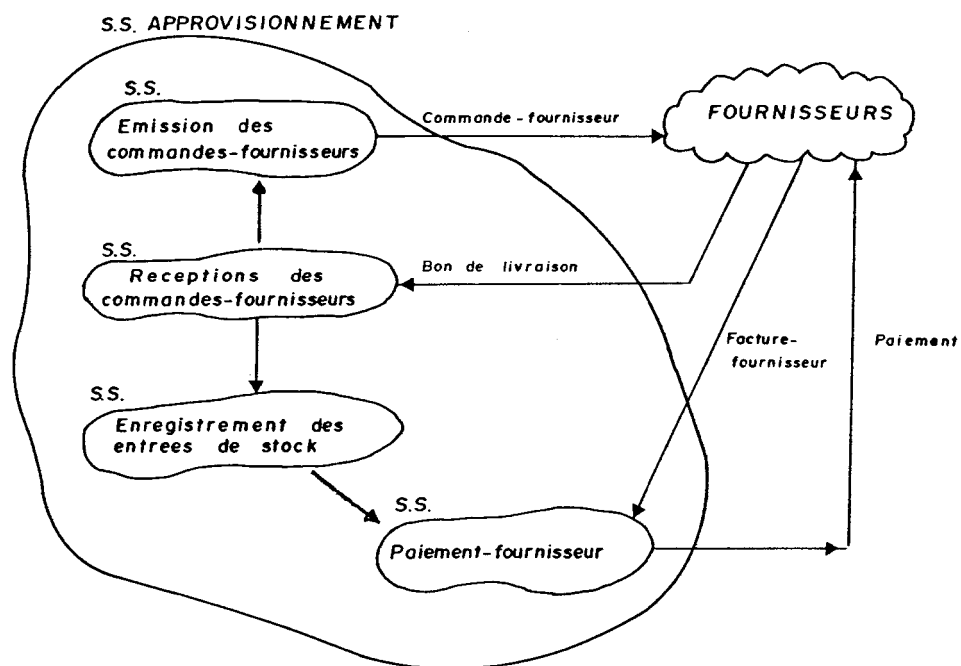 S.S. APPROVISIONNEMENT
S.S.
Emission des
commandes-fournisseurs
Commande-fournisseur
FOURNISSEURS
S.S.
Receptions des
commandes-fournisseurs
Bon de livraison
Facture-
fournisseur
Paiement
S.S.
Enregistrement des
entrees de stock
S.S.
Paiement-fournisseur